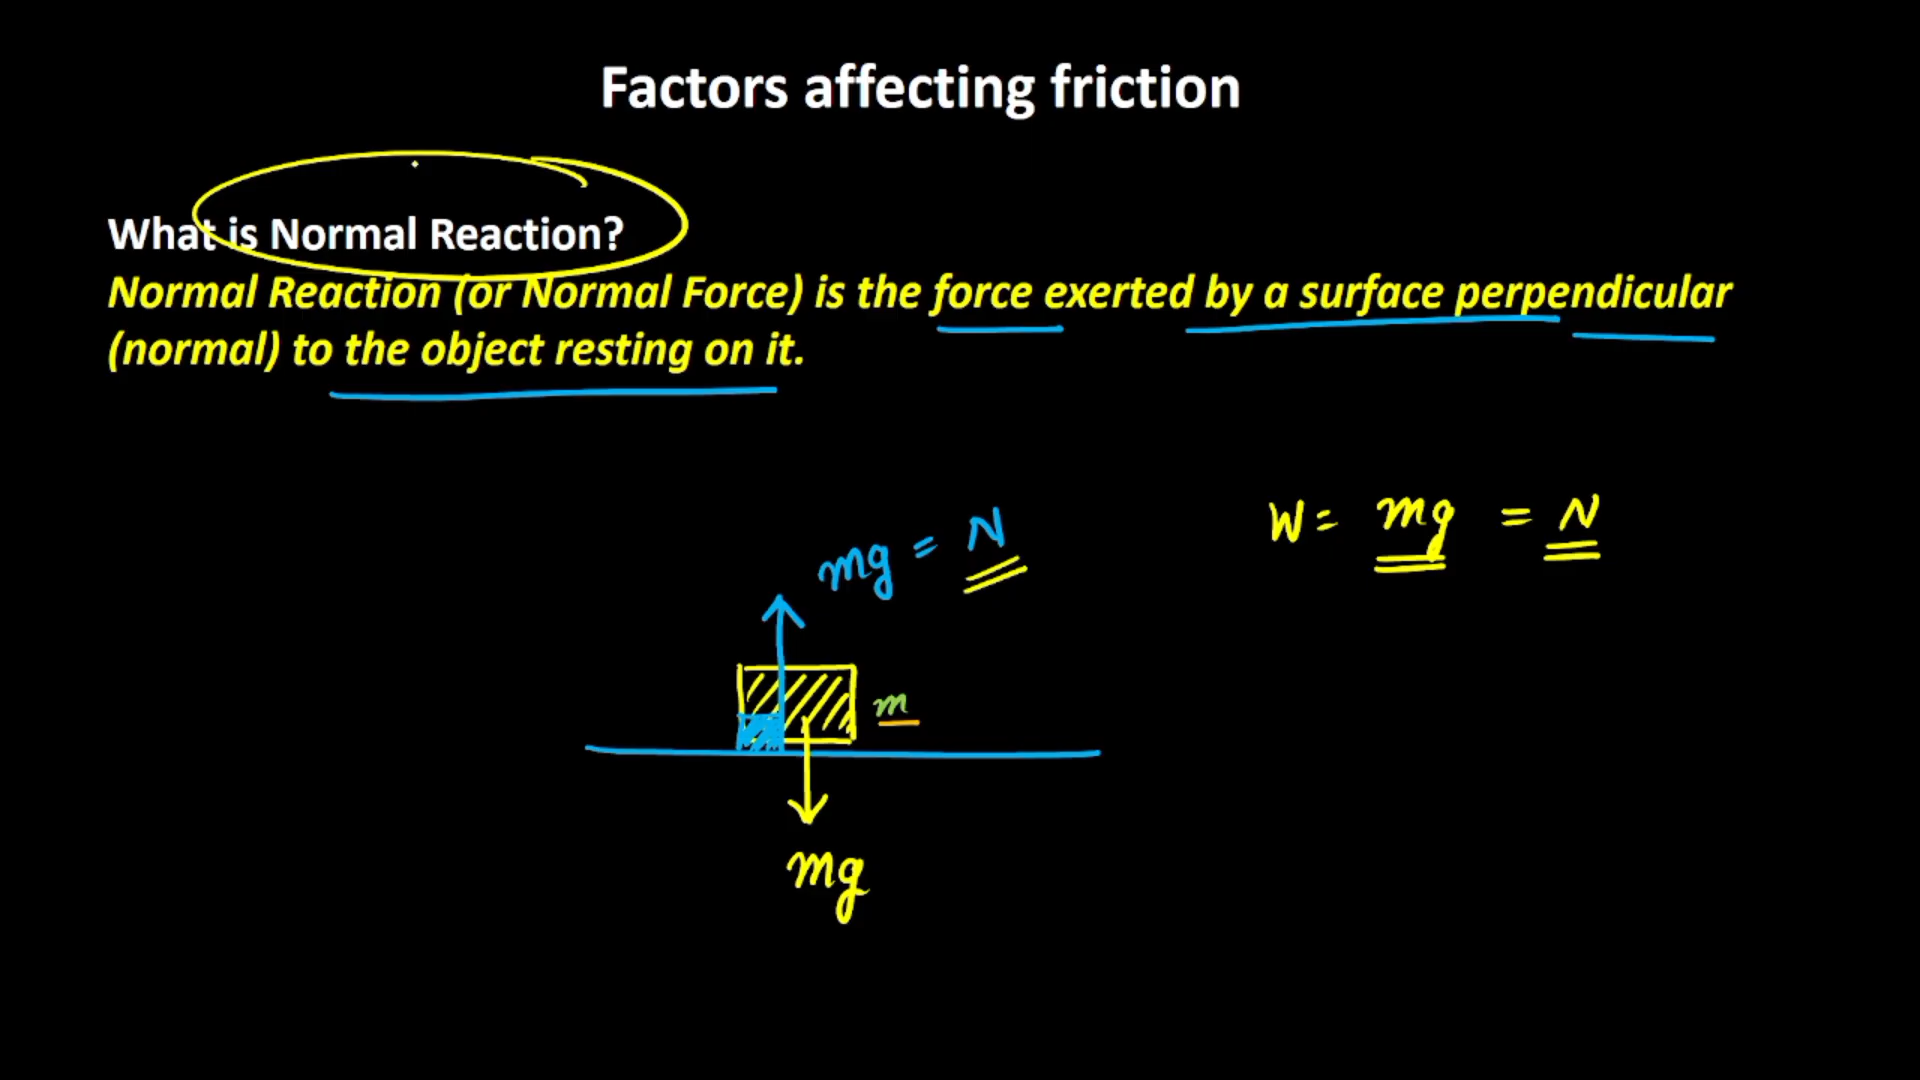 Factors affecting friction
What is Normal Reaction?
Normal Reaction (or Normal Force) is the force exerted by a surface perpendicular
(normal) to the object resting on it.
mg = N
W = mg = N
m
mg